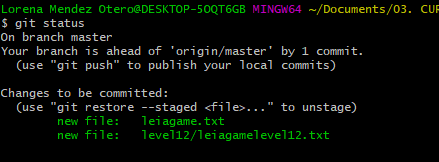 Lorena Mendez Otero@DESKTOP-5OQT6GB MINGW64 ~/Documents/03. CUR
$ git status
On branch master
Your branch is ahead of 'origin/master' by 1 commit.
(use "git push" to publish your local commits)
Changes to be committed:
(use "git restore --staged <file>..." to unstage)
new file: leiagame.txt
new file: level12/leiagamelevel12.txt